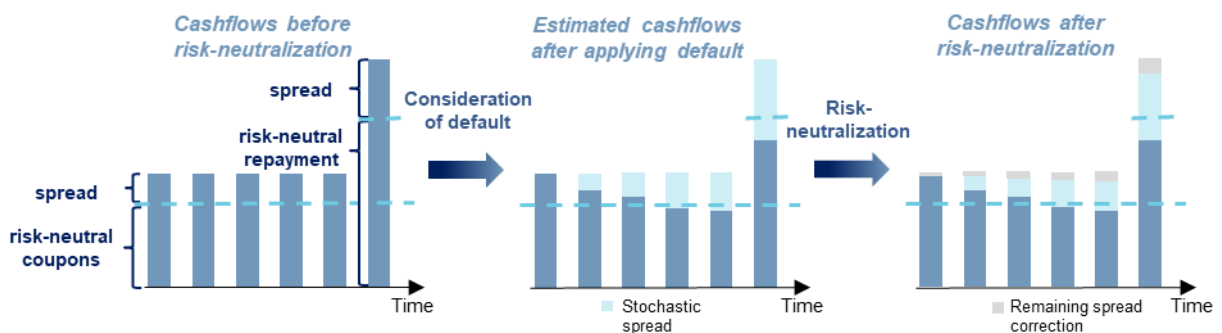 Cashflows before
risk-neutralization
spread
risk-neutral
repayment
spread
risk-neutral
coupons
Time
Consideration
of default
Estimated cashflows
after applying default
Time
Stochastic
spread
Risk-
neutralization
Cashflows after
risk-neutralization
Time
Remaining spread
correction